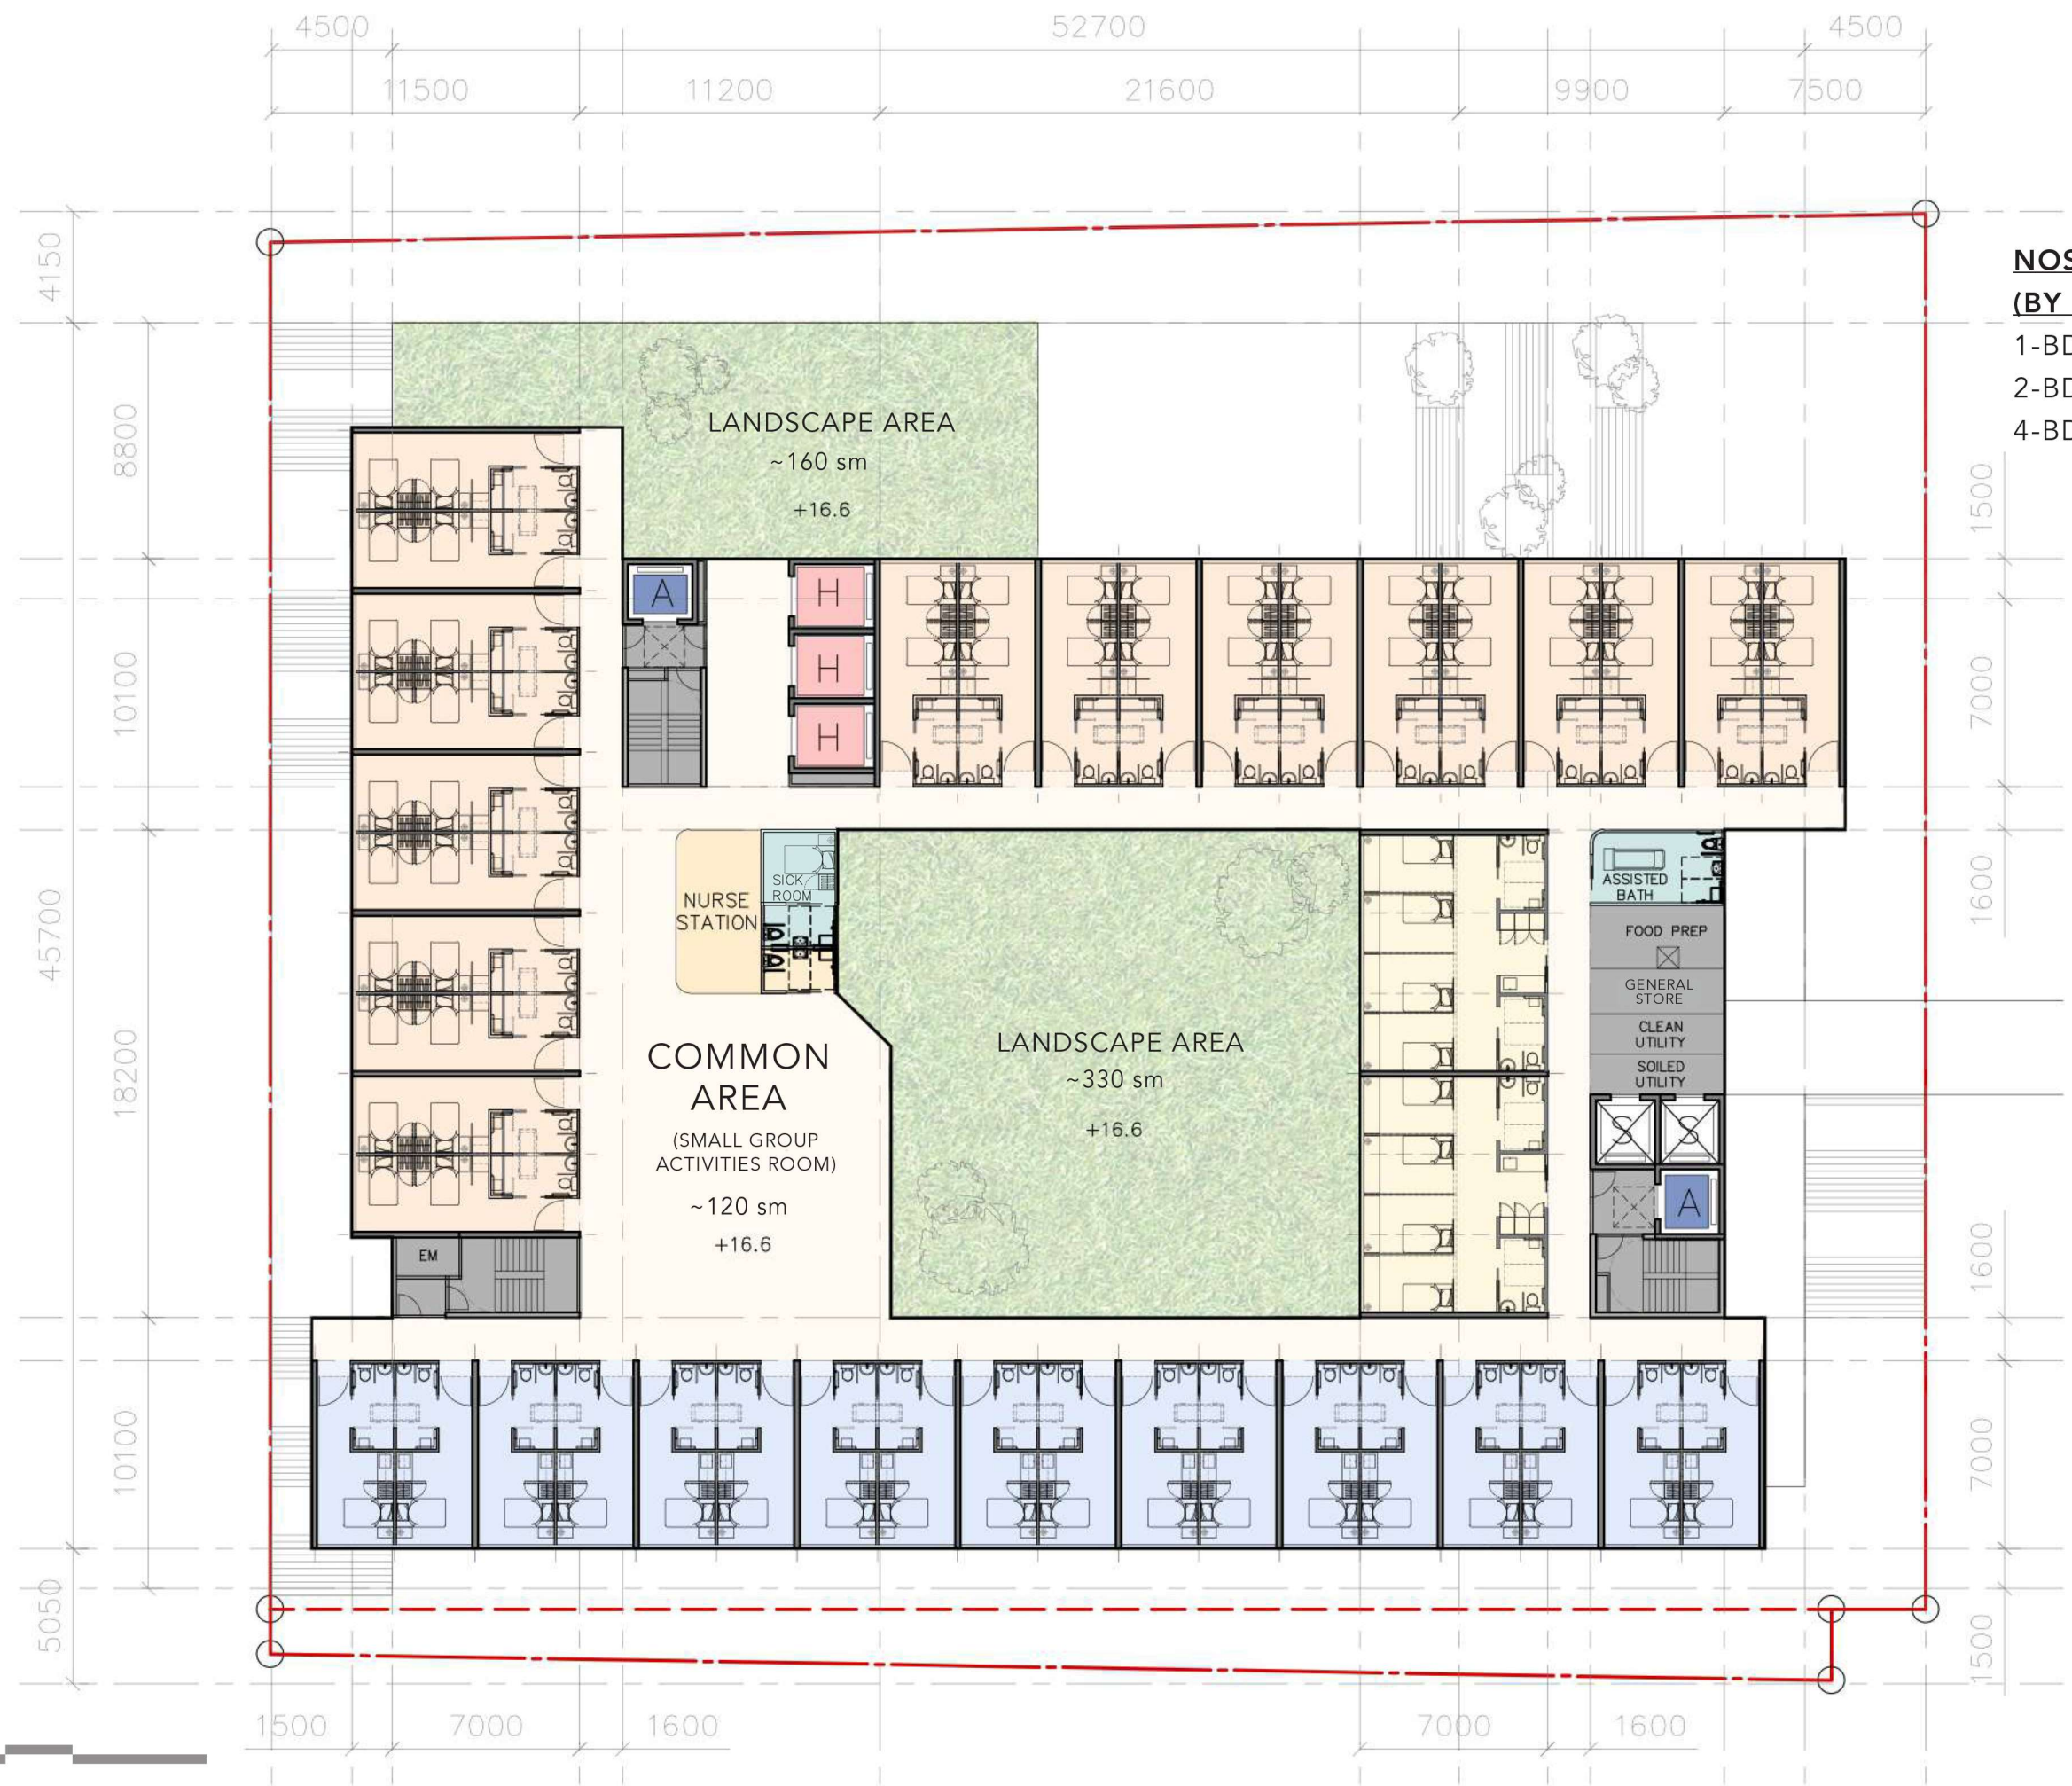 4500
52700
4500
11500
11200
21600
9900
7500
4150
8800
10100
45700
18200
10100
5050
NOS
(BY
1-BD
2-BD
4-BD
LANDSCAPE AREA
~160 sm
+16.6
A
H
H
H
NURSE
STATION
SICK
ROOM
COMMON
AREA
(SMALL GROUP
ACTIVITIES ROOM)
~120 sm
+16.6
LANDSCAPE AREA
~330 sm
+16.6
ASSISTED
BATH
FOOD PREP
GENERAL
STORE
CLEAN
UTILITY
SOILED
UTILITY
S
S
A
EM
1500
7000
1600
1600
7000
1500
1500
7000
1600
7000
1600